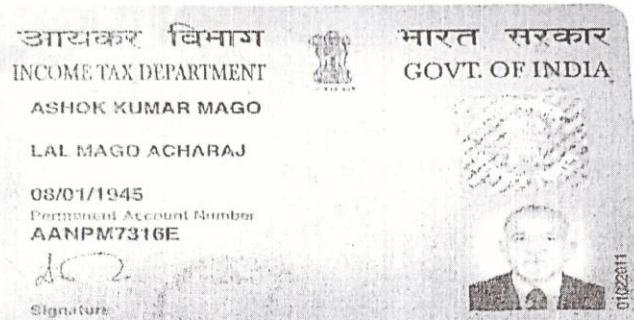 आयकर विभाग
INCOME TAX DEPARTMENT
भारत सरकार
GOVT. OF INDIA
ASHOK KUMAR MAGO
LAL MAGO ACHARAJ
08/01/1945
Permanent Account Number
AANPM7316E
Signature
01022011